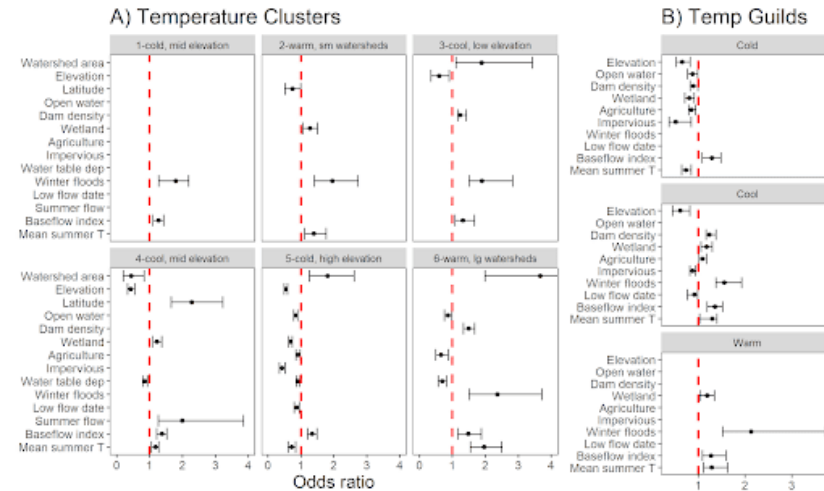 A) Temperature Clusters
B) Temp Guilds
1-cold, mid elevation
2-warm, sm watersheds
3-cool, low elevation
Watershed area
Elevation
Latitude
Open water
Dam density
Wetland
Agriculture
Impervious
Water table dep
Winter floods
Low flow date
Summer flow
Baseflow index
Mean summer T
4-cool, mid elevation
5-cold, high elevation
6-warm, lg watersheds
Watershed area
Elevation
Latitude
Open water
Dam density
Wetland
Agriculture
Impervious
Water table dep
Winter floods
Low flow date
Summer flow
Baseflow index
Mean summer T
0 1 2 3 4 0 1 2 3 4 0 1 2 3 4
Odds ratio
Cold
Elevation
Open water
Dam density
Wetland
Agriculture
Impervious
Winter floods
Low flow date
Baseflow index
Mean summer T
Cool
Elevation
Open water
Dam density
Wetland
Agriculture
Impervious
Winter floods
Low flow date
Baseflow index
Mean summer T
Warm
Elevation
Open water
Dam density
Wetland
Agriculture
Impervious
Winter floods
Low flow date
Baseflow index
Mean summer T
1 2 3